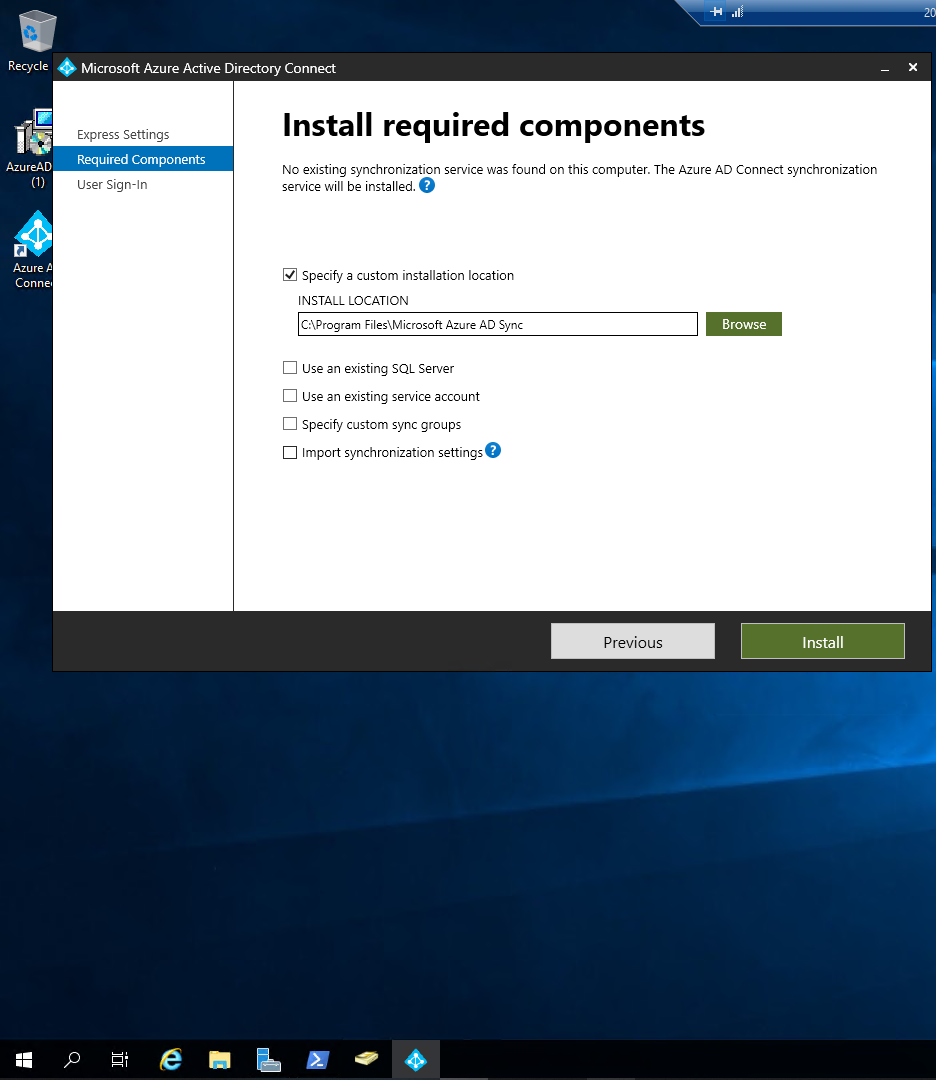 20
Recycle
Microsoft Azure Active Directory Connect
AzureAD
(1)
Azure A
Conne
Express Settings
Required Components
User Sign-In
Install required components
No existing synchronization service was found on this computer. The Azure AD Connect synchronization
service will be installed. ?
Specify a custom installation location
INSTALL LOCATION
C:\Program Files\Microsoft Azure AD Sync
Browse
Use an existing SQL Server
Use an existing service account
Specify custom sync groups
Import synchronization settings ?
Previous
Install